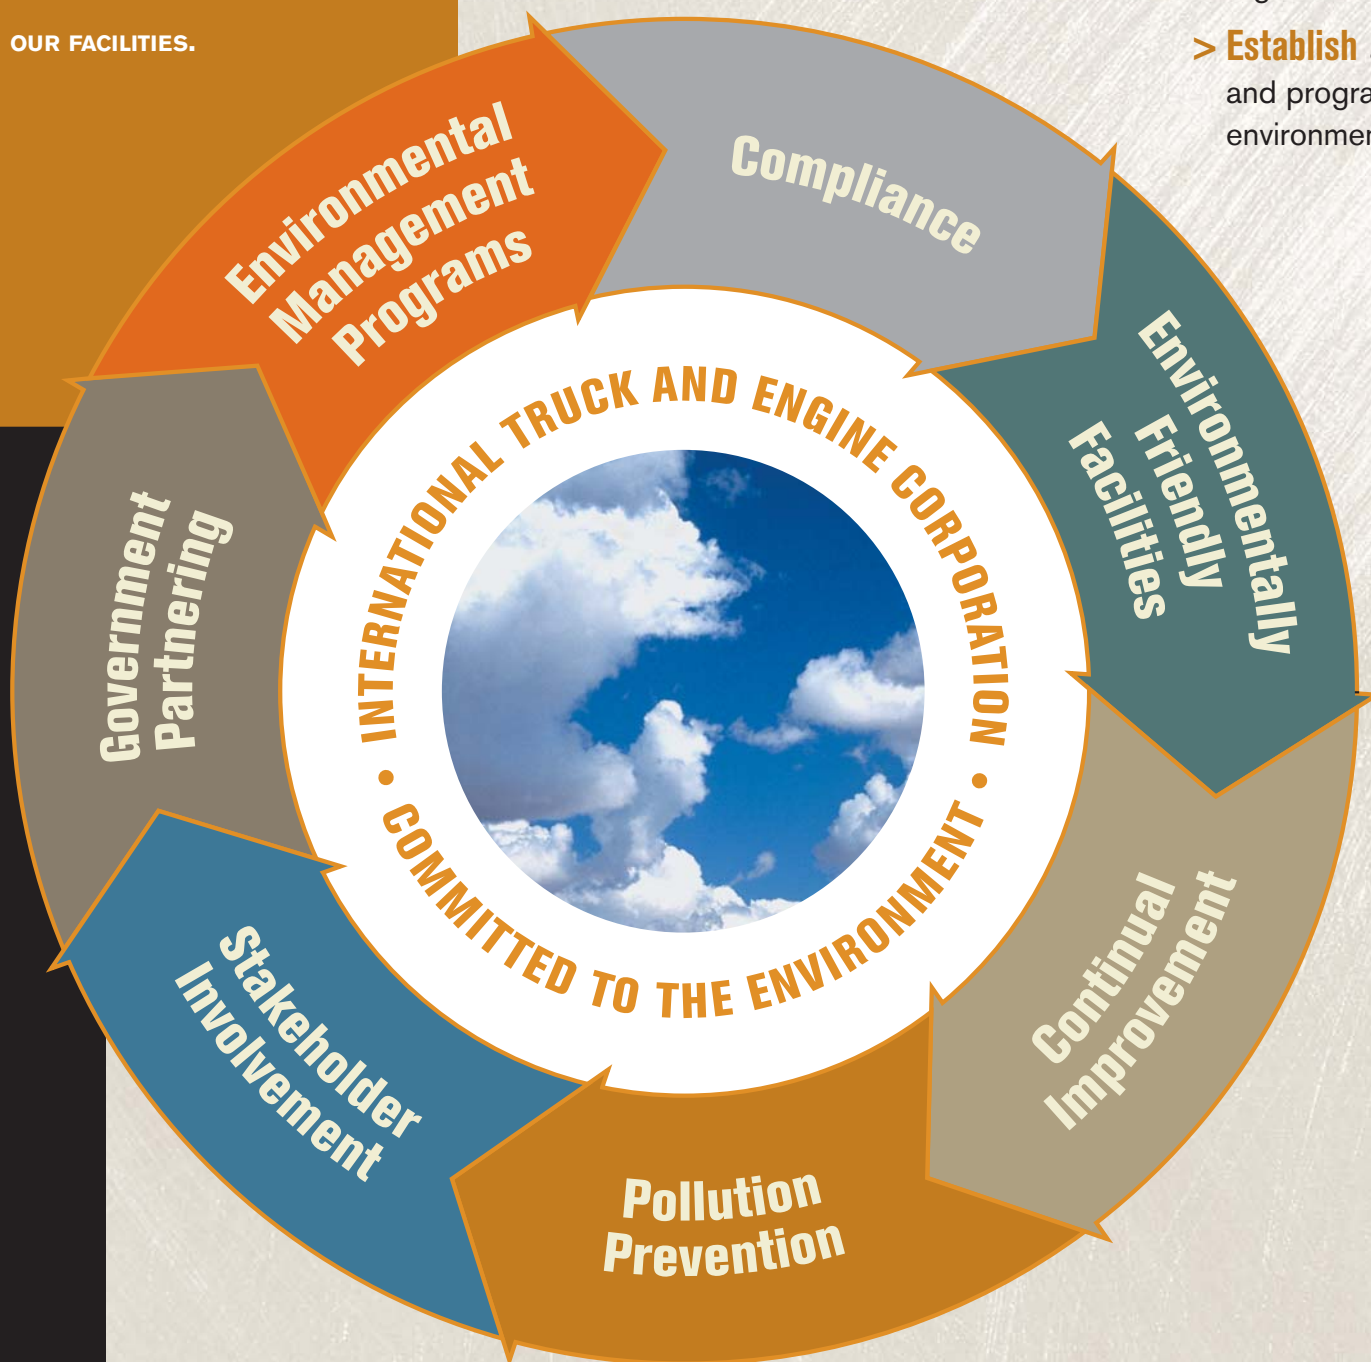 OUR FACILITIES.
> Establish
and
environmen
Environmental
Management
Programs
Compliance
Environmentally
Friendly
Facilities
Continual
Improvement
Pollution
Prevention
Stakeholder
Involvement
Government
Partnering
INTERNATIONAL TRUCK AND ENGINE CORPORATION
• COMMITTED TO THE ENVIRONMENT •